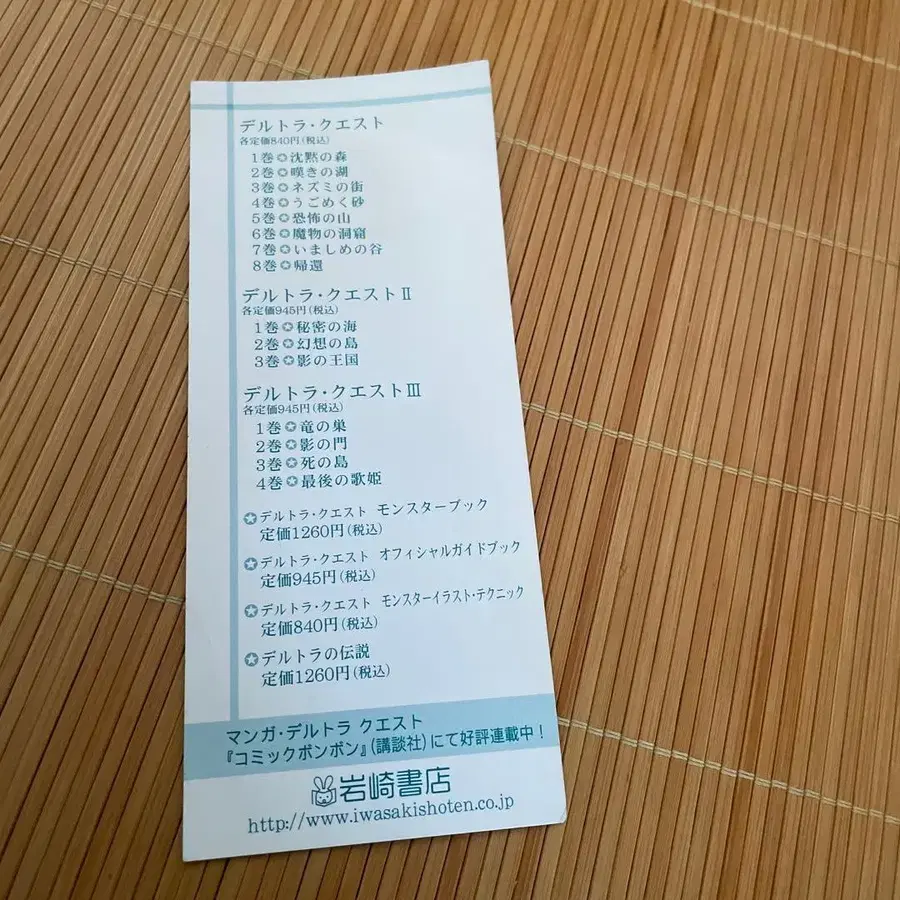 デルトラ・クエスト
各定価840円(税込)
1巻✪沈黙の森
2巻✪嘆きの湖
3巻✪ネズミの街
4巻✪うごめく砂
5巻✪恐怖の山
6巻✪魔物の洞窟
7巻✪いましめの谷
8巻✪帰還
デルトラ・クエストⅡ
各定価945円(税込)
1巻✪秘密の海
2巻✪幻想の島
3巻✪影の王国
デルトラ・クエストⅢ
各定価945円(税込)
1巻✪竜の巣
2巻✪影の門
3巻✪死の島
4巻✪最後の歌姫
✪デルトラ・クエスト モンスターブック
定価1260円(税込)
✪デルトラ・クエスト オフィシャルガイドブック
定価945円(税込)
✪デルトラ・クエスト モンスターイラスト・テクニック
定価840円(税込)
✪デルトラの伝説
定価1260円(税込)
マンガ・デルトラ クエスト
『コミックボンボン』(講談社)にて好評連載中!
岩崎書店
http://www.iwasakishoten.co.jp